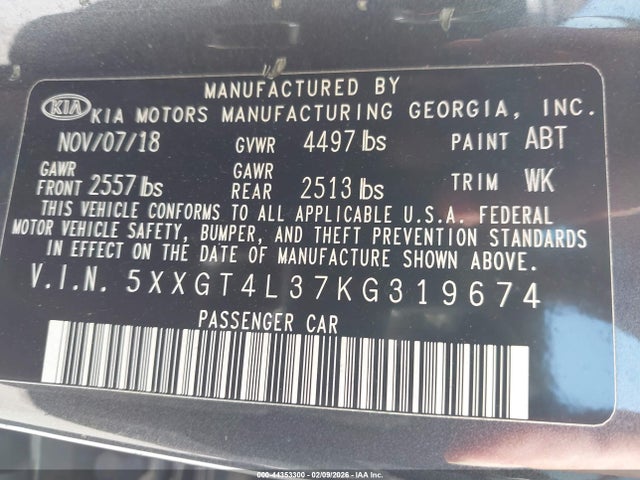 MANUFACTURED BY
KIA KIA MOTORS MANUFACTURING GEORGIA, INC.
NOV/07/18 GVWR 4497 lbs PAINT ABT
GAWR FRONT 2557 lbs GAWR REAR 2513 lbs TRIM WK
THIS VEHICLE CONFORMS TO ALL APPLICABLE U.S.A. FEDERAL
MOTOR VEHICLE SAFETY, BUMPER, AND THEFT PREVENTION STANDARDS
IN EFFECT ON THE DATE OF MANUFACTURE SHOWN ABOVE.
V.I.N. 5XXGT4L37KG319674
PASSENGER CAR
000-44353300 - 02/09/2026 - IAA Inc.